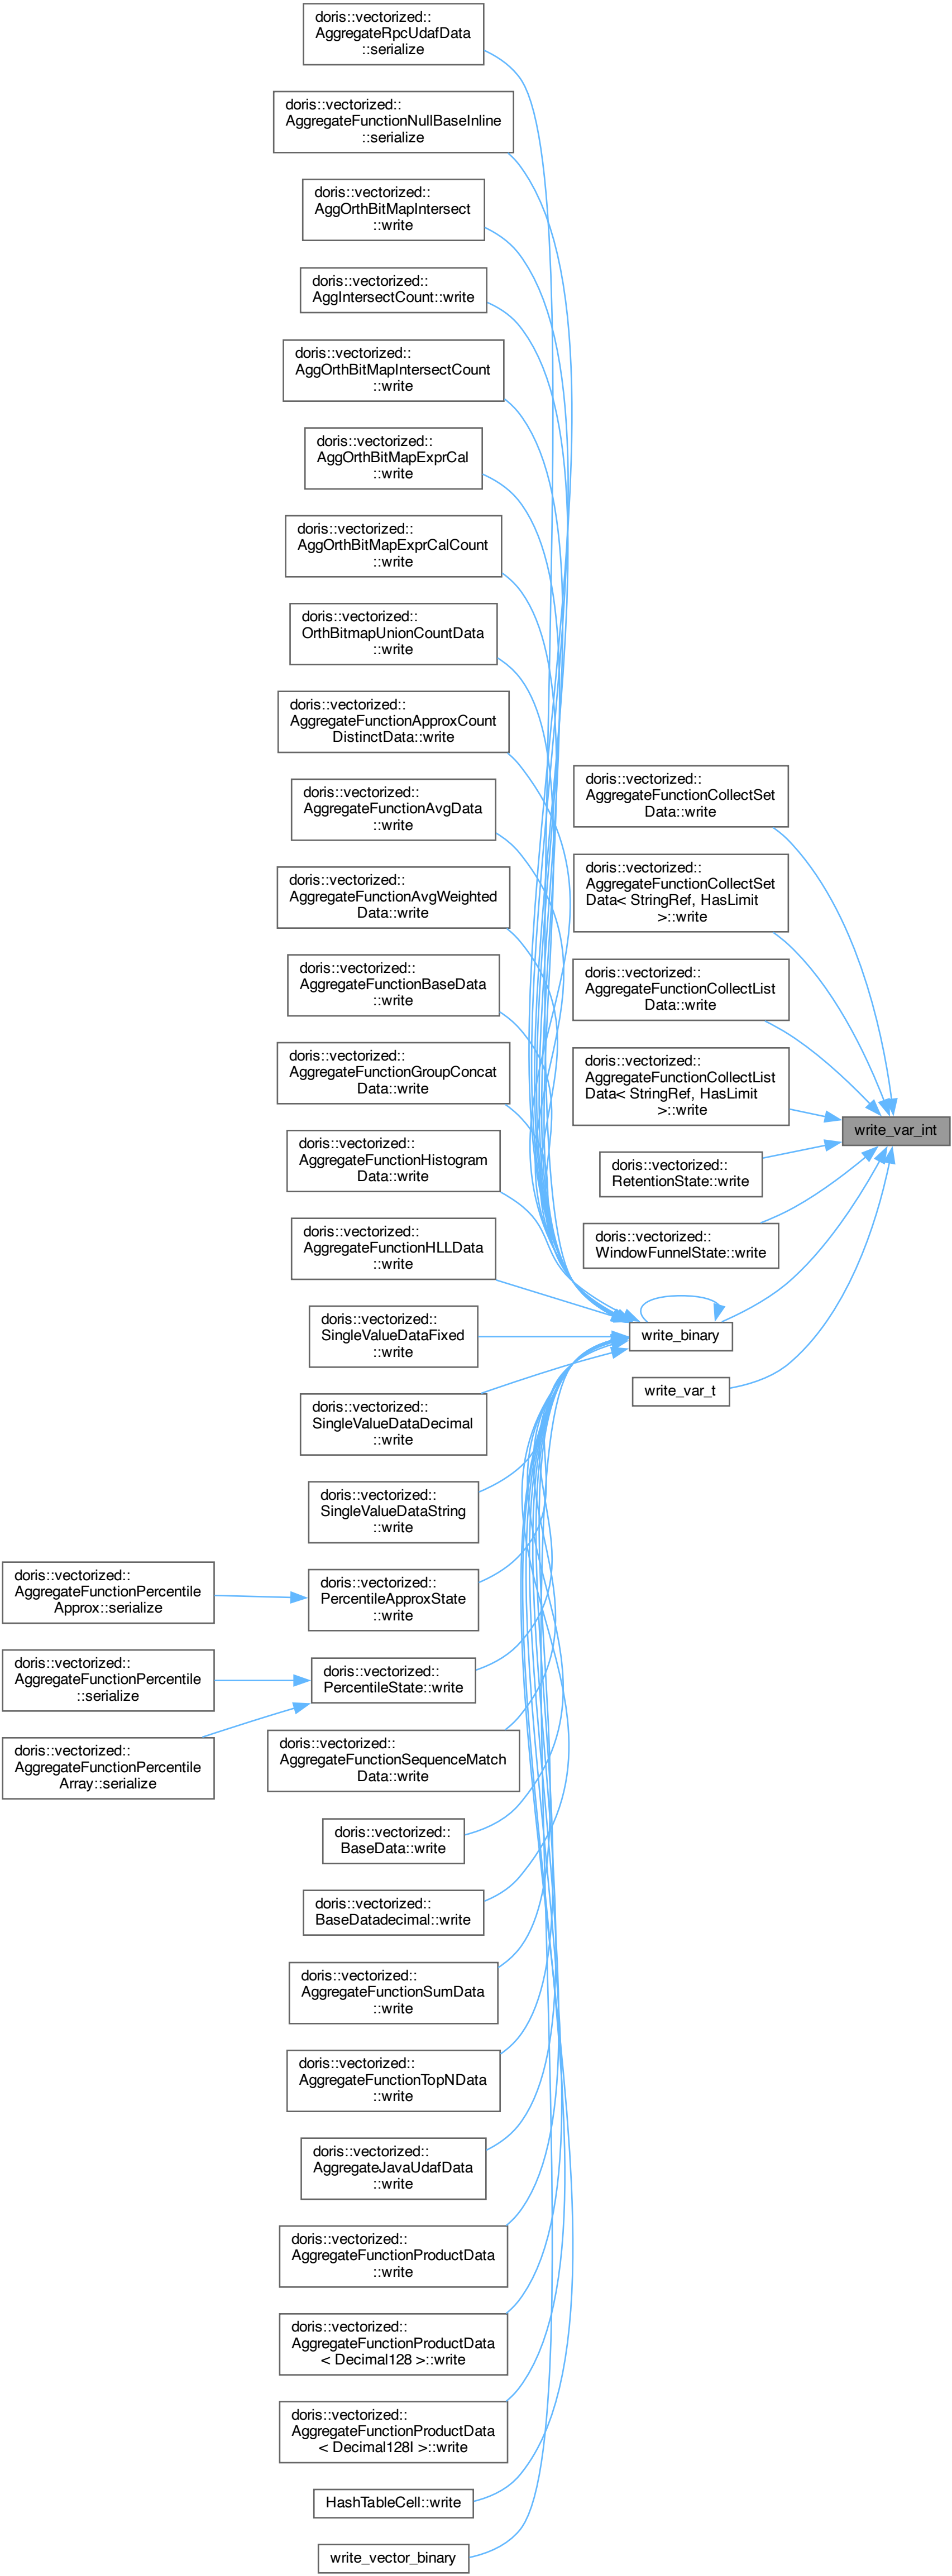 doris::vectorized::
AggregateRpcUdafData
::serialize
doris::vectorized::
AggregateFunctionNullBaseInline
::serialize
doris::vectorized::
AggOrthBitMapIntersect
::write
doris::vectorized::
AggIntersectCount::write
doris::vectorized::
AggOrthBitMapIntersectCount
::write
doris::vectorized::
AggOrthBitMapExprCal
::write
doris::vectorized::
AggOrthBitMapExprCalCount
::write
doris::vectorized::
OrthBitmapUnionCountData
::write
doris::vectorized::
AggregateFunctionApproxCount
DistinctData::write
doris::vectorized::
AggregateFunctionAvgData
::write
doris::vectorized::
AggregateFunctionAvgWeighted
Data::write
doris::vectorized::
AggregateFunctionBaseData
::write
doris::vectorized::
AggregateFunctionGroupConcat
Data::write
doris::vectorized::
AggregateFunctionHistogram
Data::write
doris::vectorized::
AggregateFunctionHLLData
::write
doris::vectorized::
SingleValueDataFixed
::write
doris::vectorized::
SingleValueDataDecimal
::write
doris::vectorized::
SingleValueDataString
::write
doris::vectorized::
PercentileApproxState
::write
doris::vectorized::
PercentileState::write
doris::vectorized::
AggregateFunctionSequenceMatch
Data::write
doris::vectorized::
BaseData::write
doris::vectorized::
BaseDatadecimal::write
doris::vectorized::
AggregateFunctionSumData
::write
doris::vectorized::
AggregateFunctionTopNData
::write
doris::vectorized::
AggregateJavaUdafData
::write
doris::vectorized::
AggregateFunctionProductData
::write
doris::vectorized::
AggregateFunctionProductData
< Decimal128 >::write
doris::vectorized::
AggregateFunctionProductData
< Decimal128I >::write
HashTableCell::write
write_vector_binary
doris::vectorized::
AggregateFunctionPercentile
Approx::serialize
doris::vectorized::
AggregateFunctionPercentile
::serialize
doris::vectorized::
AggregateFunctionPercentile
Array::serialize
doris::vectorized::
AggregateFunctionCollectSet
Data::write
doris::vectorized::
AggregateFunctionCollectSet
Data< StringRef, HasLimit
>::write
doris::vectorized::
AggregateFunctionCollectList
Data::write
doris::vectorized::
AggregateFunctionCollectList
Data< StringRef, HasLimit
>::write
doris::vectorized::
RetentionState::write
doris::vectorized::
WindowFunnelState::write
write_binary
write_var_t
write_var_int